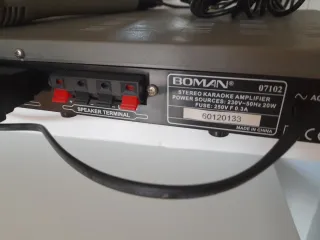 BOMAN® 07102
STEREO KARAOKE AMPLIFIER
POWER SOURCES: 230V~50Hz 20W
FUSE: 250V F 0.3A
60120133
MADE IN CHINA
SPEAKER TERMINAL
AC